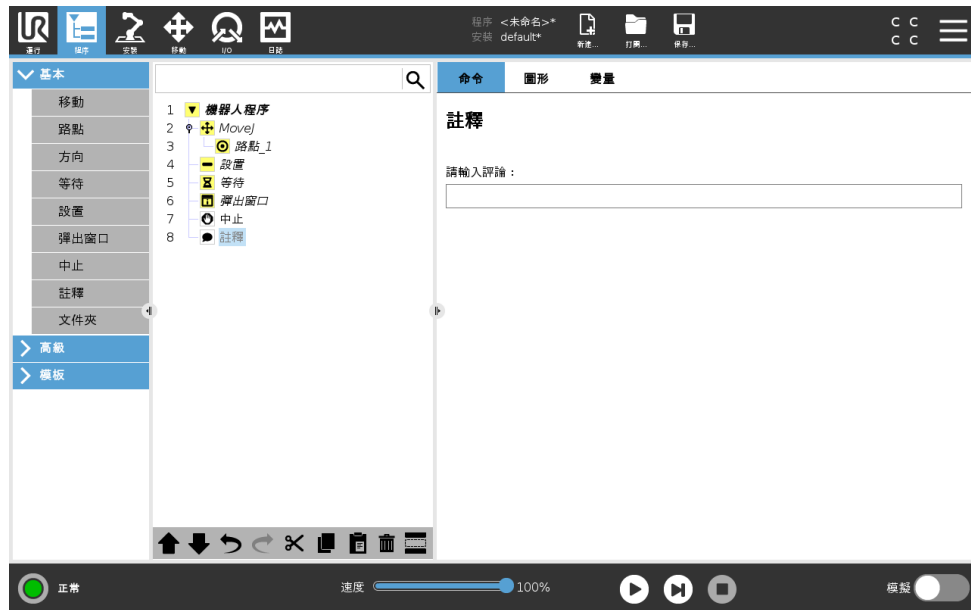 程序 <未命名>*
安裝 default*
運行 程序 安裝 移動 I/O 日誌
新建... 打開... 保存...
C C
C C
基本
移動
路點
方向
等待
設置
彈出窗口
中止
註釋
文件夾
高級
模板
1 機器人程序
2 MoveJ
3 路點_1
4 設置
5 等待
6 彈出窗口
7 中止
8 註釋
命令 圖形 變量
註釋
請輸入評論：
正常
速度 100%
模擬